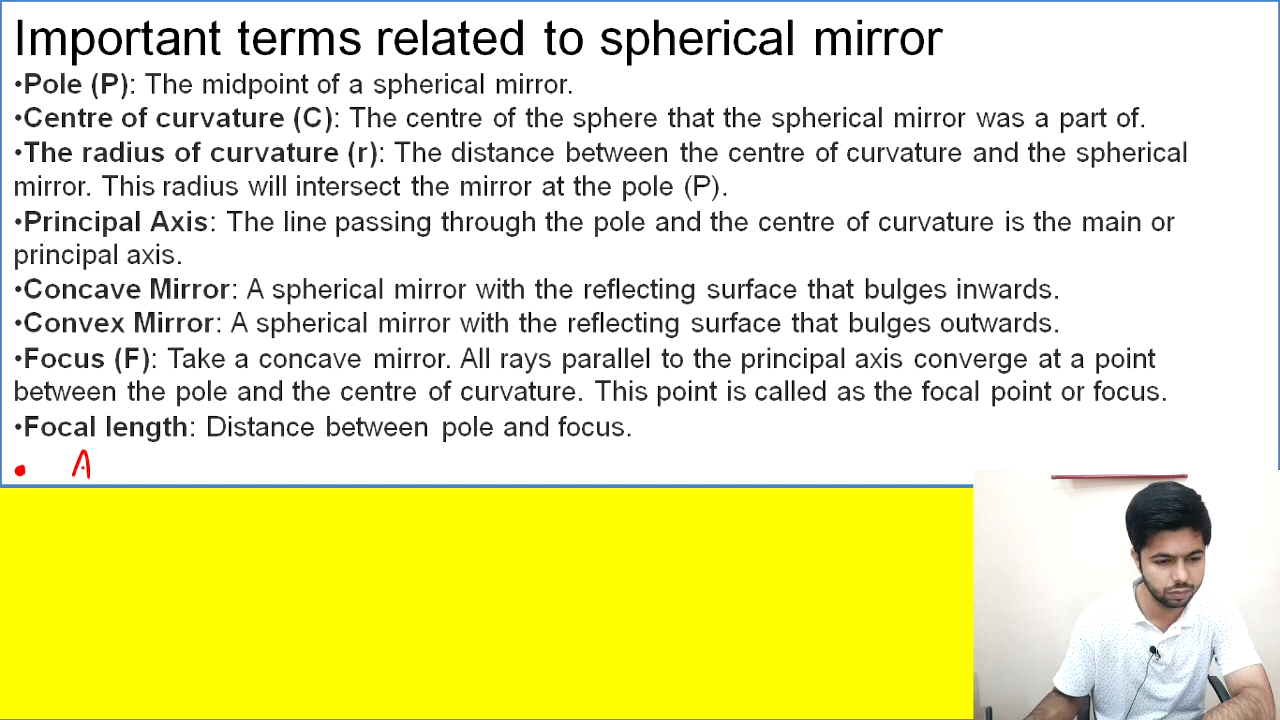 Important terms related to spherical mirror
•Pole (P): The midpoint of a spherical mirror.
•Centre of curvature (C): The centre of the sphere that the spherical mirror was a part of.
•The radius of curvature (r): The distance between the centre of curvature and the spherical
mirror. This radius will intersect the mirror at the pole (P).
•Principal Axis: The line passing through the pole and the centre of curvature is the main or
principal axis.
•Concave Mirror: A spherical mirror with the reflecting surface that bulges inwards.
•Convex Mirror: A spherical mirror with the reflecting surface that bulges outwards.
•Focus (F): Take a concave mirror. All rays parallel to the principal axis converge at a point
between the pole and the centre of curvature. This point is called as the focal point or focus.
•Focal length: Distance between pole and focus.
• A